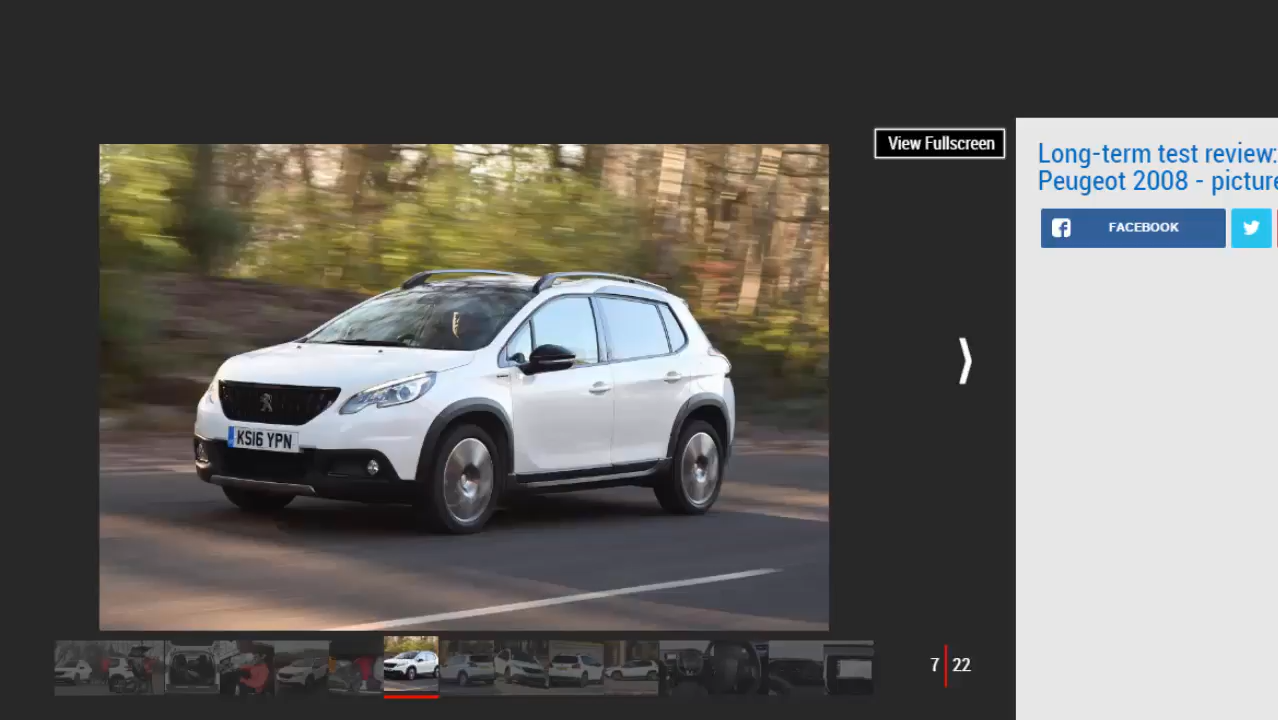 View Fullscreen
Long-term test review:
Peugeot 2008 - picture
FACEBOOK
KS16 YPN
7 22